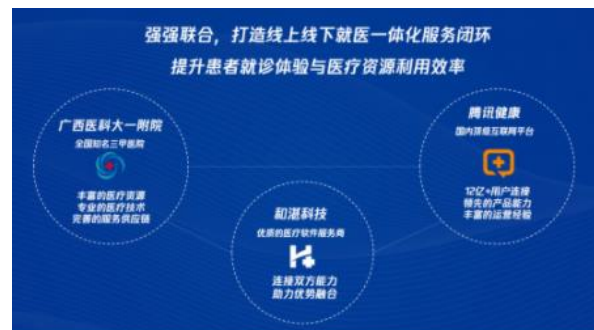 强强联合，打造线上线下就医一体化服务闭环
提升患者就诊体验与医疗资源利用效率
广西医科大一附院
全国知名三甲医院
丰富的医疗资源
专业的医疗技术
完善的服务供应链
和湛科技
优质的医疗软件服务商
连接双方能力
助力优势融合
腾讯健康
国内顶级互联网平台
12亿+用户连接
领先的产品能力
丰富的运营经验